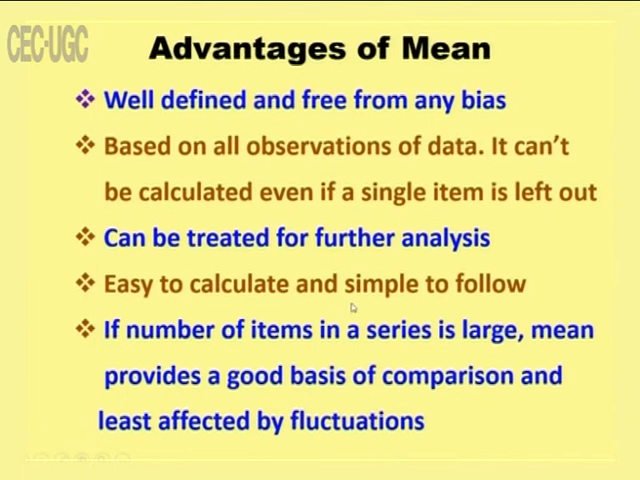 CEC-UGC
Advantages of Mean
❖ Well defined and free from any bias
❖ Based on all observations of data. It can't
be calculated even if a single item is left out
❖ Can be treated for further analysis
❖ Easy to calculate and simple to follow
❖ If number of items in a series is large, mean
provides a good basis of comparison and
least affected by fluctuations